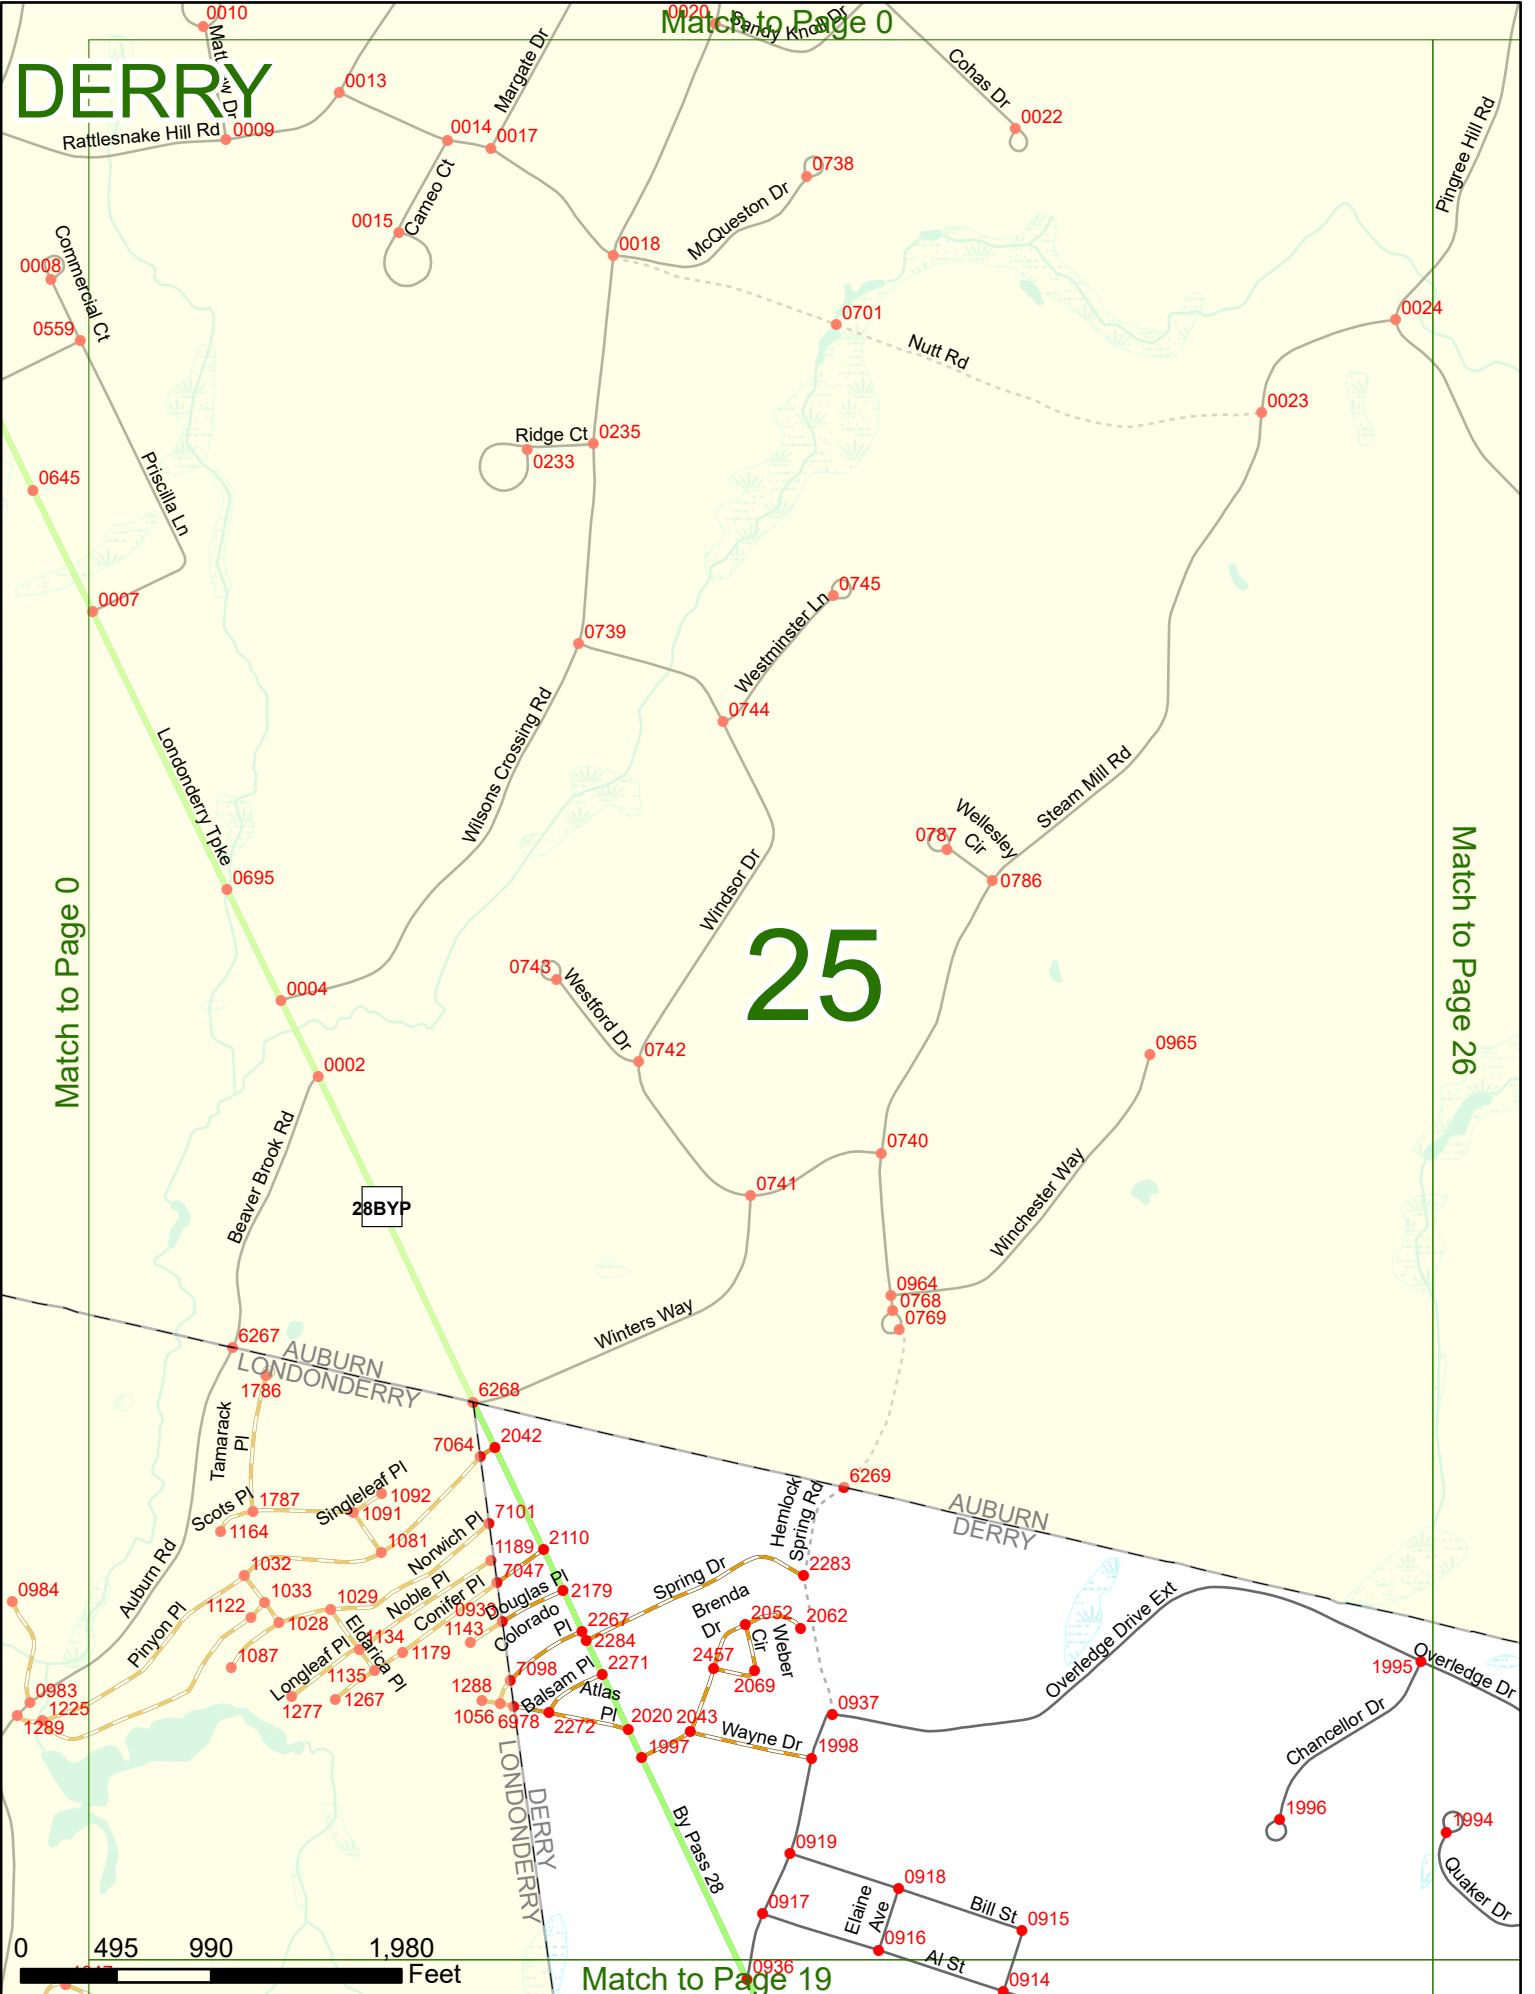 0010
0020
Match to Page 0
Sandy Knoll Dr
DERRY
Matthew Dr
0013
Margate Dr
Cohas Dr
0022
Rattlesnake Hill Rd
0009
0014
0017
Pingree Hill Rd
0738
Cameo Ct
0015
McQueston Dr
0018
Commercial Ct
0008
0559
0701
Nutt Rd
0024
0023
Ridge Ct
0235
0233
Priscilla Ln
0645
0007
0745
Westminster Ln
0739
0744
Wilsons Crossing Rd
Londonderry Tpke
Steam Mill Rd
Wellesley
Cir
0787
0786
Windsor Dr
0695
Match to Page 0
25
Match to Page 26
0743
Westford Dr
0004
0742
0002
0965
Beaver Brook Rd
0740
0741
28BYP
Winchester Way
0964
0768
0769
Winters Way
6267
AUBURN
LONDONDERRY
1786
6268
Tamarack
Pl
7064
2042
6269
AUBURN
DERRY
Hemlock
Spring Rd
Scots Pl
1787
Singleleaf Pl
1092
1091
1164
1081
Norwich Pl
7101
1189
2110
7047
1032
Auburn Rd
Pinyon Pl
0984
1033
1122
1028
1029
Noble Pl
Conifer Pl
Douglas Pl
2179
Colorado
Pl
1143
Spring Dr
2283
Brenda
Dr
2052
2062
Cir
Weber
2267
2284
2457
2069
Overledge Drive Ext
Overledge Dr
1995
1087
Eldarica Pl
1134
1179
Longleaf Pl
1135
1277
1267
7098
2271
Balsam Pl
Atlas
Pl
1288
1056
6978
2272
2020
2043
Wayne Dr
0937
1998
1997
0983
1225
1289
Chancellor Dr
1996
1994
Quaker Dr
LONDONDERRY
DERRY
By Pass 28
0919
0918
0917
Elaine
Ave
Bill St
0915
0916
Al St
0914
0936
0 495 990 1,980
Feet
Match to Page 19